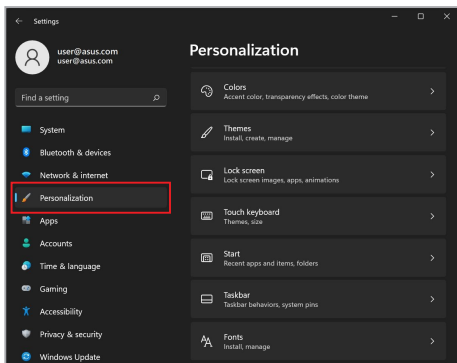 Settings
user@asus.com
user@asus.com
Find a setting
System
Bluetooth & devices
Network & internet
Personalization
Apps
Accounts
Time & language
Gaming
Accessibility
Privacy & security
Windows Update
Personalization
Colors
Accent color, transparency effects, color theme
Themes
Install, create, manage
Lock screen
Lock screen images, apps, animations
Touch keyboard
Themes, size
Start
Recent apps and items, folders
Taskbar
Taskbar behaviors, system pins
Fonts
Install, manage